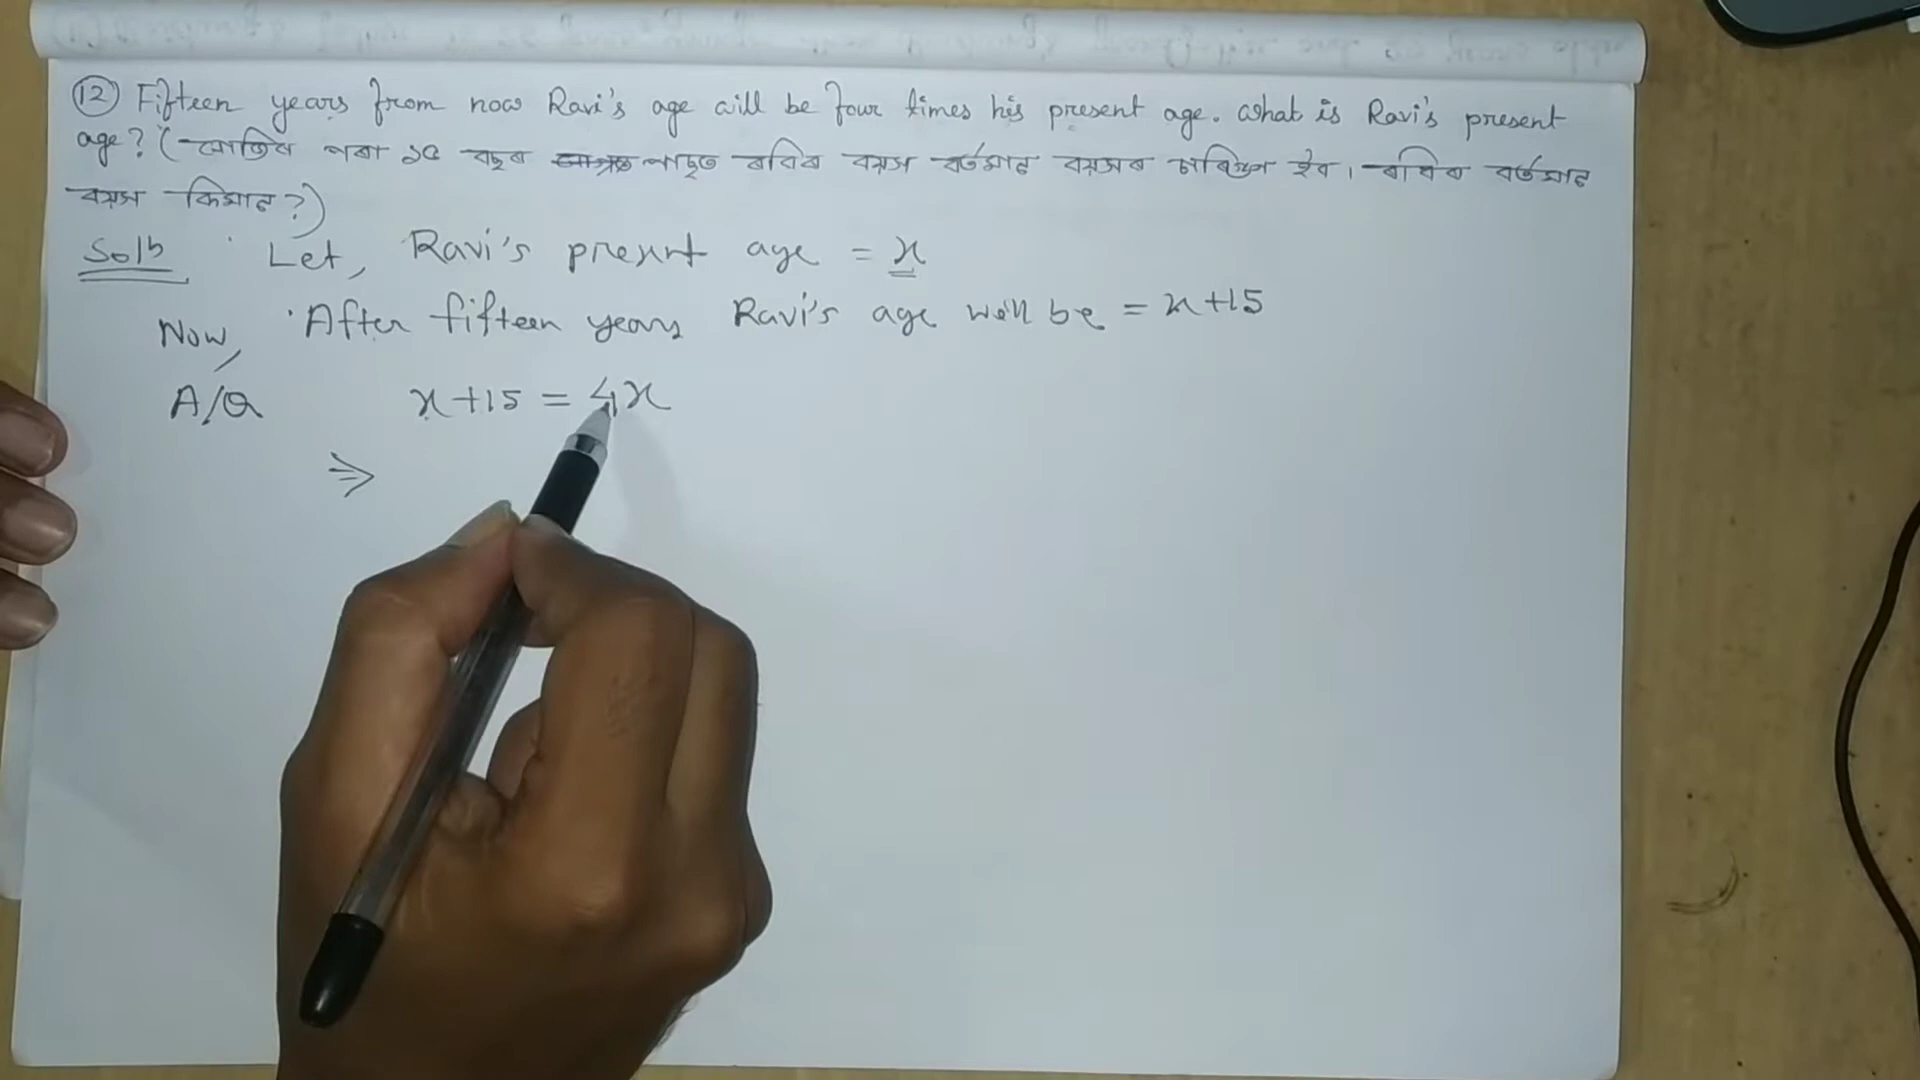 ⑫ Fifteen years from now Ravi's age will be four times his present age. What is Ravi's present
age? (আজিৰ পৰা ১৫ বছৰ পাছত ৰবিৰ বয়স বৰ্তমান বয়সৰ চাৰিগুণ হব। ৰবিৰ বৰ্তমান
বয়স কিমান?)
Soln Let, Ravi's present age = x
Now, After fifteen years Ravi's age will be = x+15
A/Q x+15 = 4x
⇒